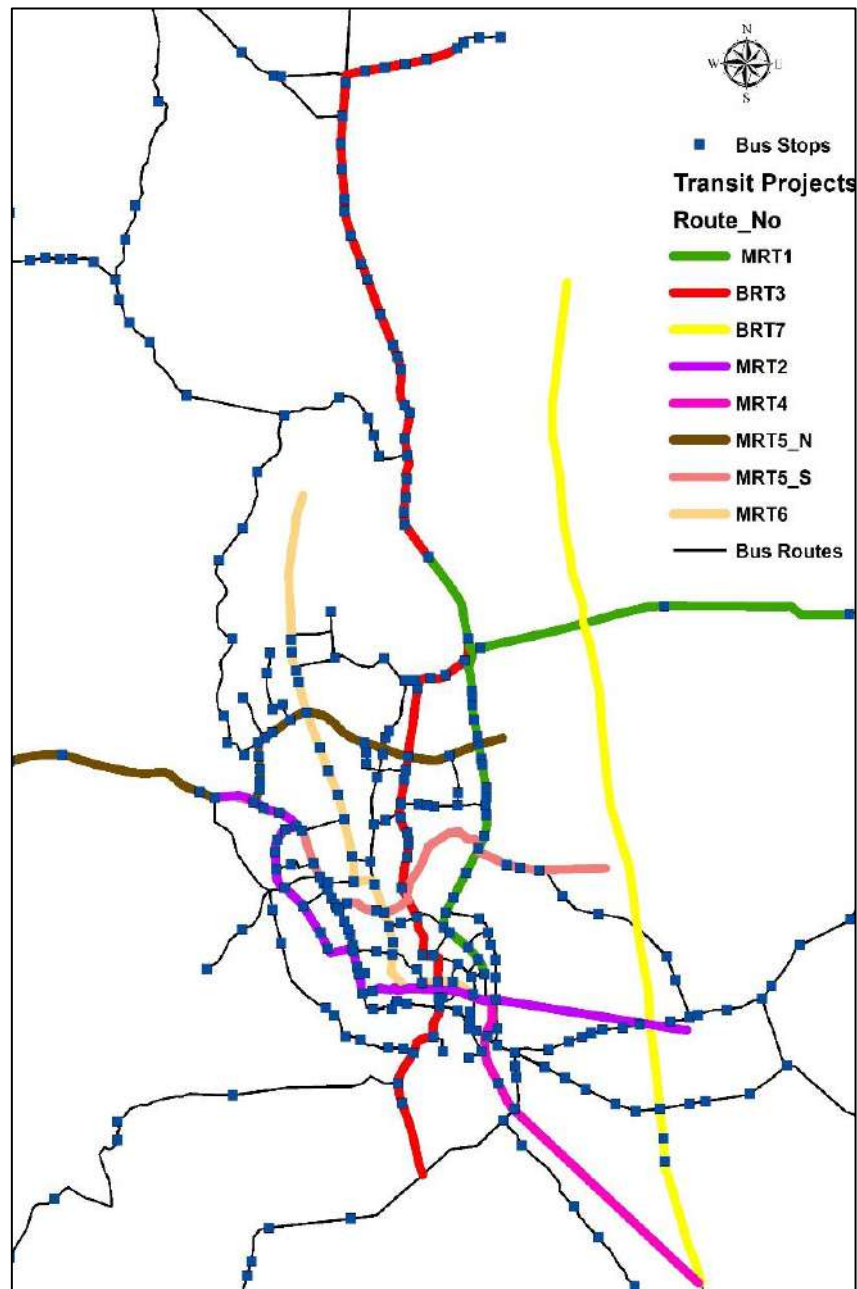 N
W
S
Bus Stops
Transit Projects
Route_No
MRT1
BRT3
BRT7
MRT2
MRT4
MRT5_N
MRT5_S
MRT6
Bus Routes